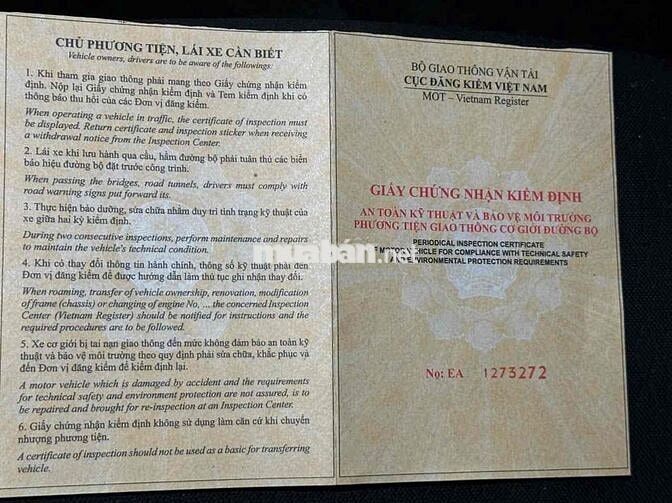 CHỦ PHƯƠNG TIỆN, LÁI XE CẦN BIẾT
Vehicle owners, drivers are to be aware of the followings:
1. Khi tham gia giao thông phải mang theo Giấy chứng nhận kiểm
định. Nộp lại Giấy chứng nhận kiểm định và Tem kiểm định khi có
thông báo thu hồi của các Đơn vị đăng kiểm.
When operating a vehicle in traffic, the certificate of inspection must
be displayed. Return certificate and inspection sticker when receiving
a withdrawal notice from the Inspection Center.
2. Lái xe khi lưu hành qua cầu, hầm đường bộ phải tuân thủ các biển
báo hiệu đường bộ đặt trước công trình.
When passing the bridges, road tunnels, drivers must comply with
road warning signs put forward its.
3. Thực hiện bảo dưỡng, sửa chữa nhằm duy trì tình trạng kỹ thuật của
xe giữa hai kỳ kiểm định.
During two consecutive inspections, perform maintenance and repairs
to maintain the vehicle's technical condition.
4. Khi có thay đổi thông tin hành chính, thông số kỹ thuật phải đến
Đơn vị đăng kiểm để được hướng dẫn làm thủ tục ghi nhận thay đổi.
When roaming, transfer of vehicle ownership, renovation, modification
of frame (chassis) or changing of engine No, ....the concerned Inspection
Center (Vietnam Register) should be notified for instructions and the
required procedures are to be followed.
5. Xe cơ giới bị tai nạn giao thông đến mức không đảm bảo an toàn kỹ
thuật và bảo vệ môi trường theo quy định phải sửa chữa, khắc phục và
đến Đơn vị đăng kiểm để kiểm định lại.
A motor vehicle which is damaged by accident and the requirements
for technical safety and environment protection are not assured, is to
be repaired and brought for re-inspection at an Inspection Center.
6. Giấy chứng nhận kiểm định không sử dụng làm căn cứ khi chuyển
nhượng phương tiện.
A certificate of inspection should not be used as a basic for transferring
vehicle.
BỘ GIAO THÔNG VẬN TẢI
CỤC ĐĂNG KIỂM VIỆT NAM
MOT – Vietnam Register
GIẤY CHỨNG NHẬN KIỂM ĐỊNH
AN TOÀN KỸ THUẬT VÀ BẢO VỆ MÔI TRƯỜNG
PHƯƠNG TIỆN GIAO THÔNG CƠ GIỚI ĐƯỜNG BỘ
PERIODICAL INSPECTION CERTIFICATE
OF MOTOR VEHICLE FOR COMPLIANCE WITH TECHNICAL SAFETY
ENVIRONMENTAL PROTECTION REQUIREMENTS
No: EA 1273272
muaban.net